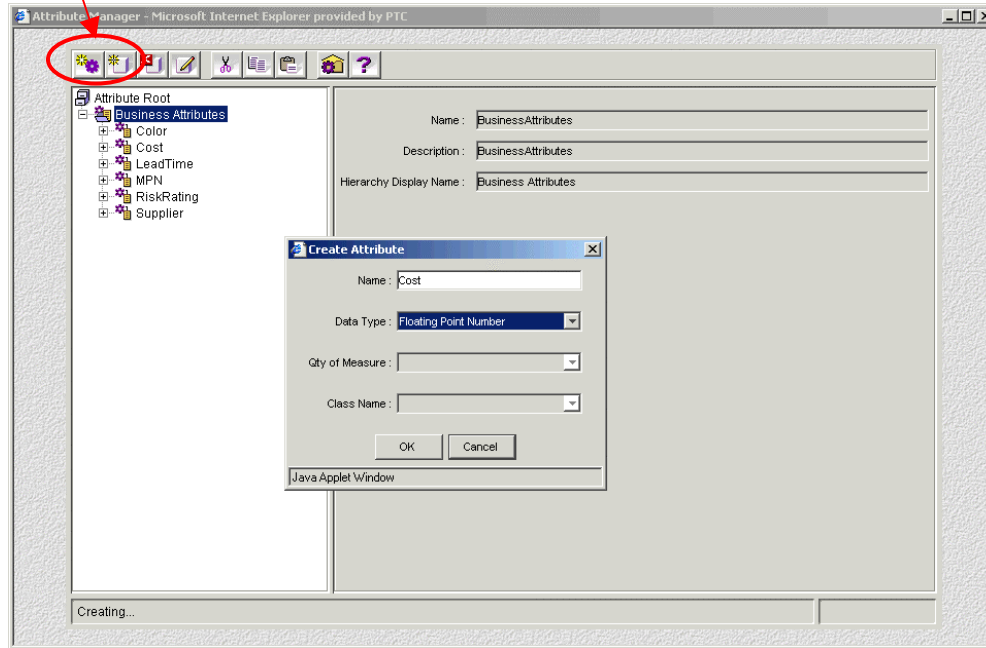 Attribute Manager - Microsoft Internet Explorer provided by PTC
Attribute Root
Business Attributes
Color
Cost
LeadTime
MPN
RiskRating
Supplier
Name : BusinessAttributes
Description : BusinessAttributes
Hierarchy Display Name : Business Attributes
Create Attribute
Name : Cost
Data Type : Floating Point Number
Qty of Measure :
Class Name :
OK Cancel
Java Applet Window
Creating...